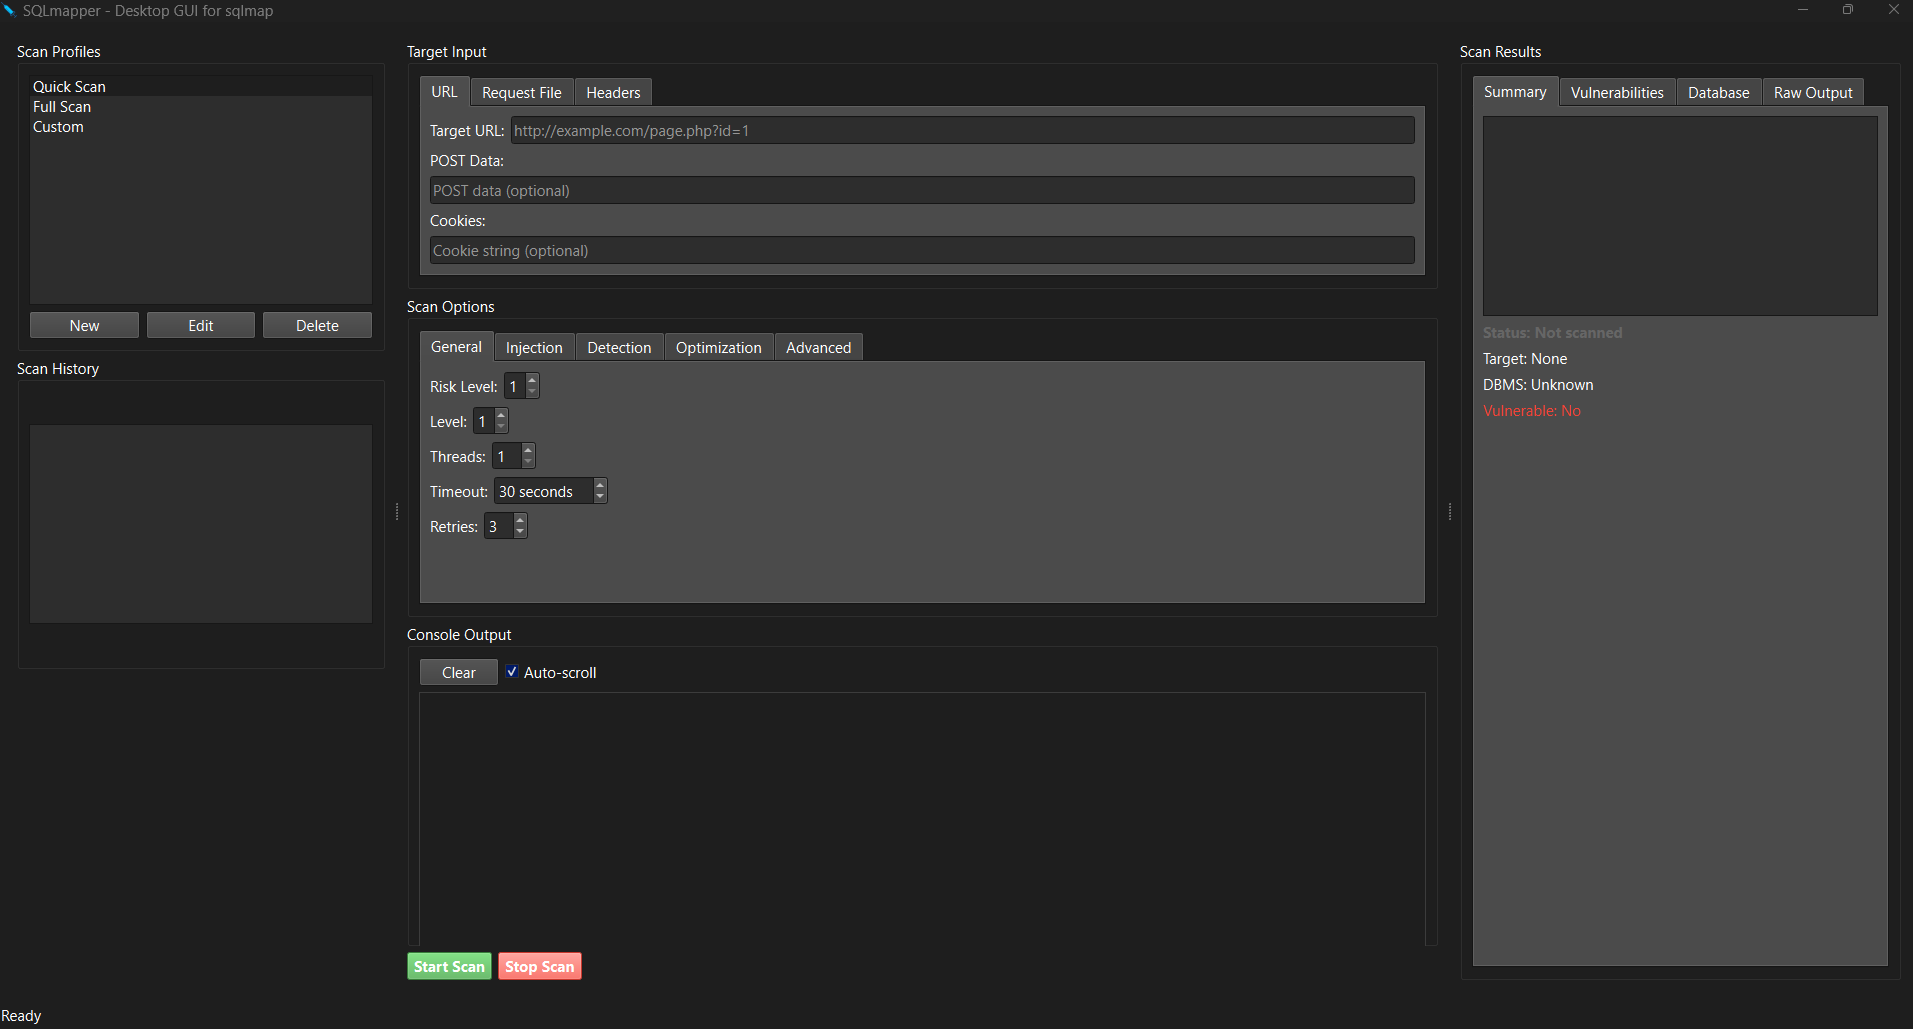 SQLmapper - Desktop GUI for sqlmap
Scan Profiles
Quick Scan
Full Scan
Custom
New Edit Delete
Scan History
Target Input
URL Request File Headers
Target URL: http://example.com/page.php?id=1
POST Data:
POST data (optional)
Cookies:
Cookie string (optional)
Scan Options
General Injection Detection Optimization Advanced
Risk Level: 1
Level: 1
Threads: 1
Timeout: 30 seconds
Retries: 3
Console Output
Clear Auto-scroll
Start Scan Stop Scan
Scan Results
Summary Vulnerabilities Database Raw Output
Status: Not scanned
Target: None
DBMS: Unknown
Vulnerable: No
Ready